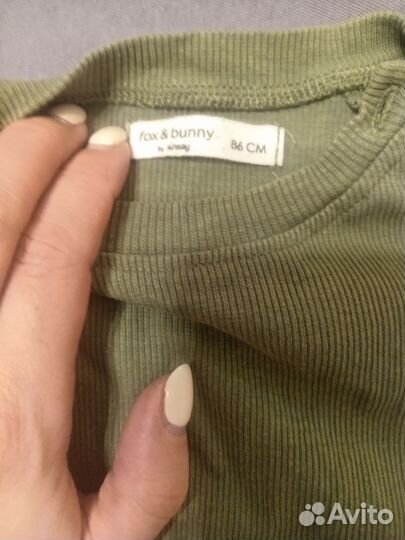 fox & bunny.
by sinsay
86 CM
Avito